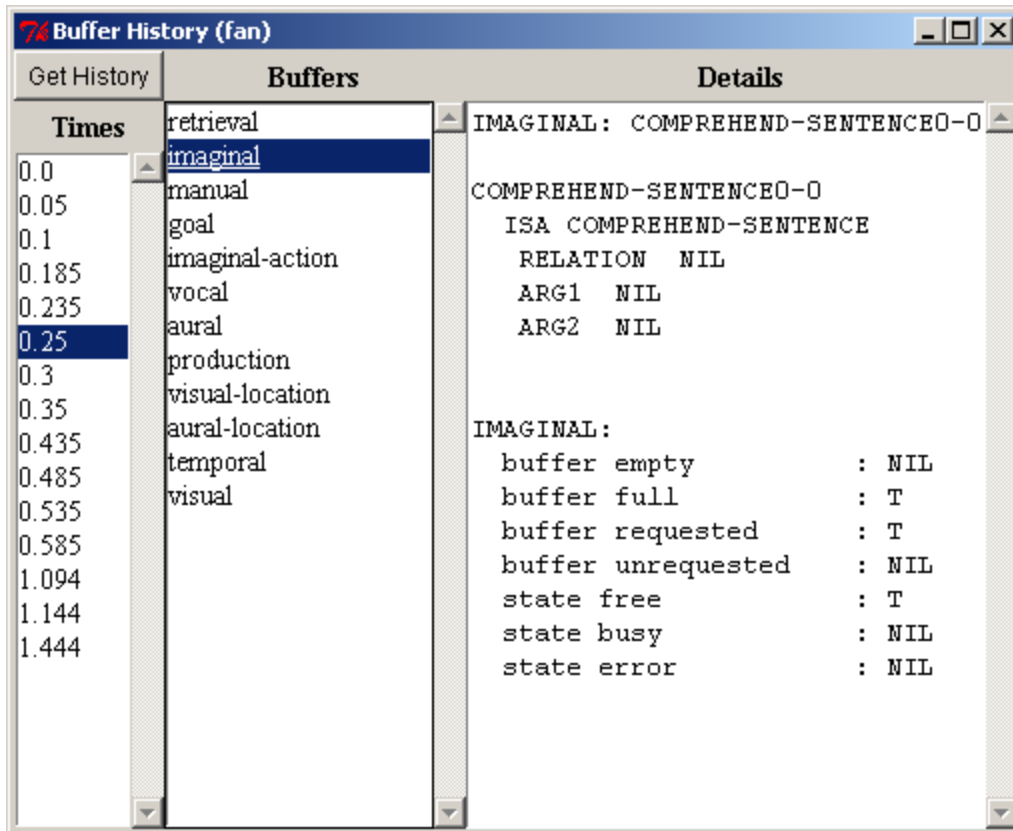 Buffer History (fan)
Get History
Buffers
Details
Times
0.0
0.05
0.1
0.185
0.235
0.25
0.3
0.35
0.435
0.485
0.535
0.585
1.094
1.144
1.444
retrieval
imaginal
manual
goal
imaginal-action
vocal
aural
production
visual-location
aural-location
temporal
visual
IMAGINAL: COMPREHEND-SENTENCE0-0
COMPREHEND-SENTENCE0-0
ISA COMPREHEND-SENTENCE
RELATION NIL
ARG1 NIL
ARG2 NIL
IMAGINAL:
buffer empty : NIL
buffer full : T
buffer requested : T
buffer unrequested : NIL
state free : T
state busy : NIL
state error : NIL